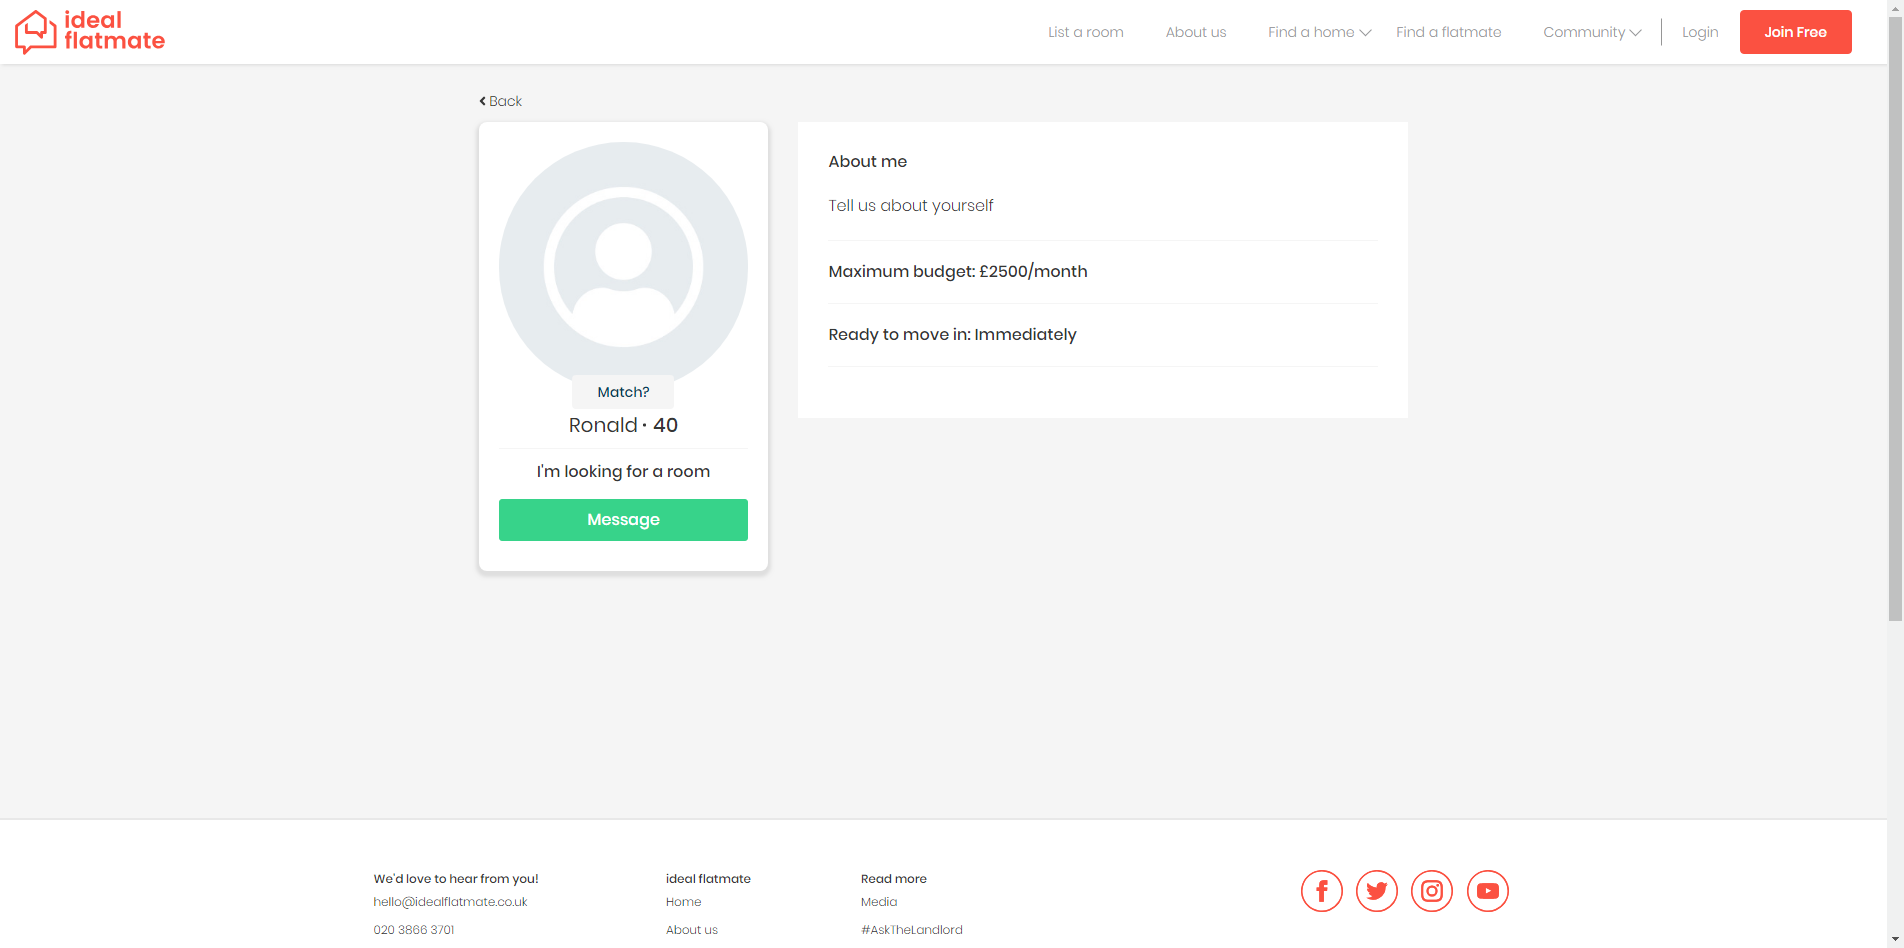 ideal
flatmate
List a room
About us
Find a home
Find a flatmate
Community
Login
Join Free
Back
Match?
Ronald · 40
I'm looking for a room
Message
About me
Tell us about yourself
Maximum budget: £2500/month
Ready to move in: Immediately
We'd love to hear from you!
hello@idealflatmate.co.uk
020 3866 3701
ideal flatmate
Home
About us
Read more
Media
#AskTheLandlord